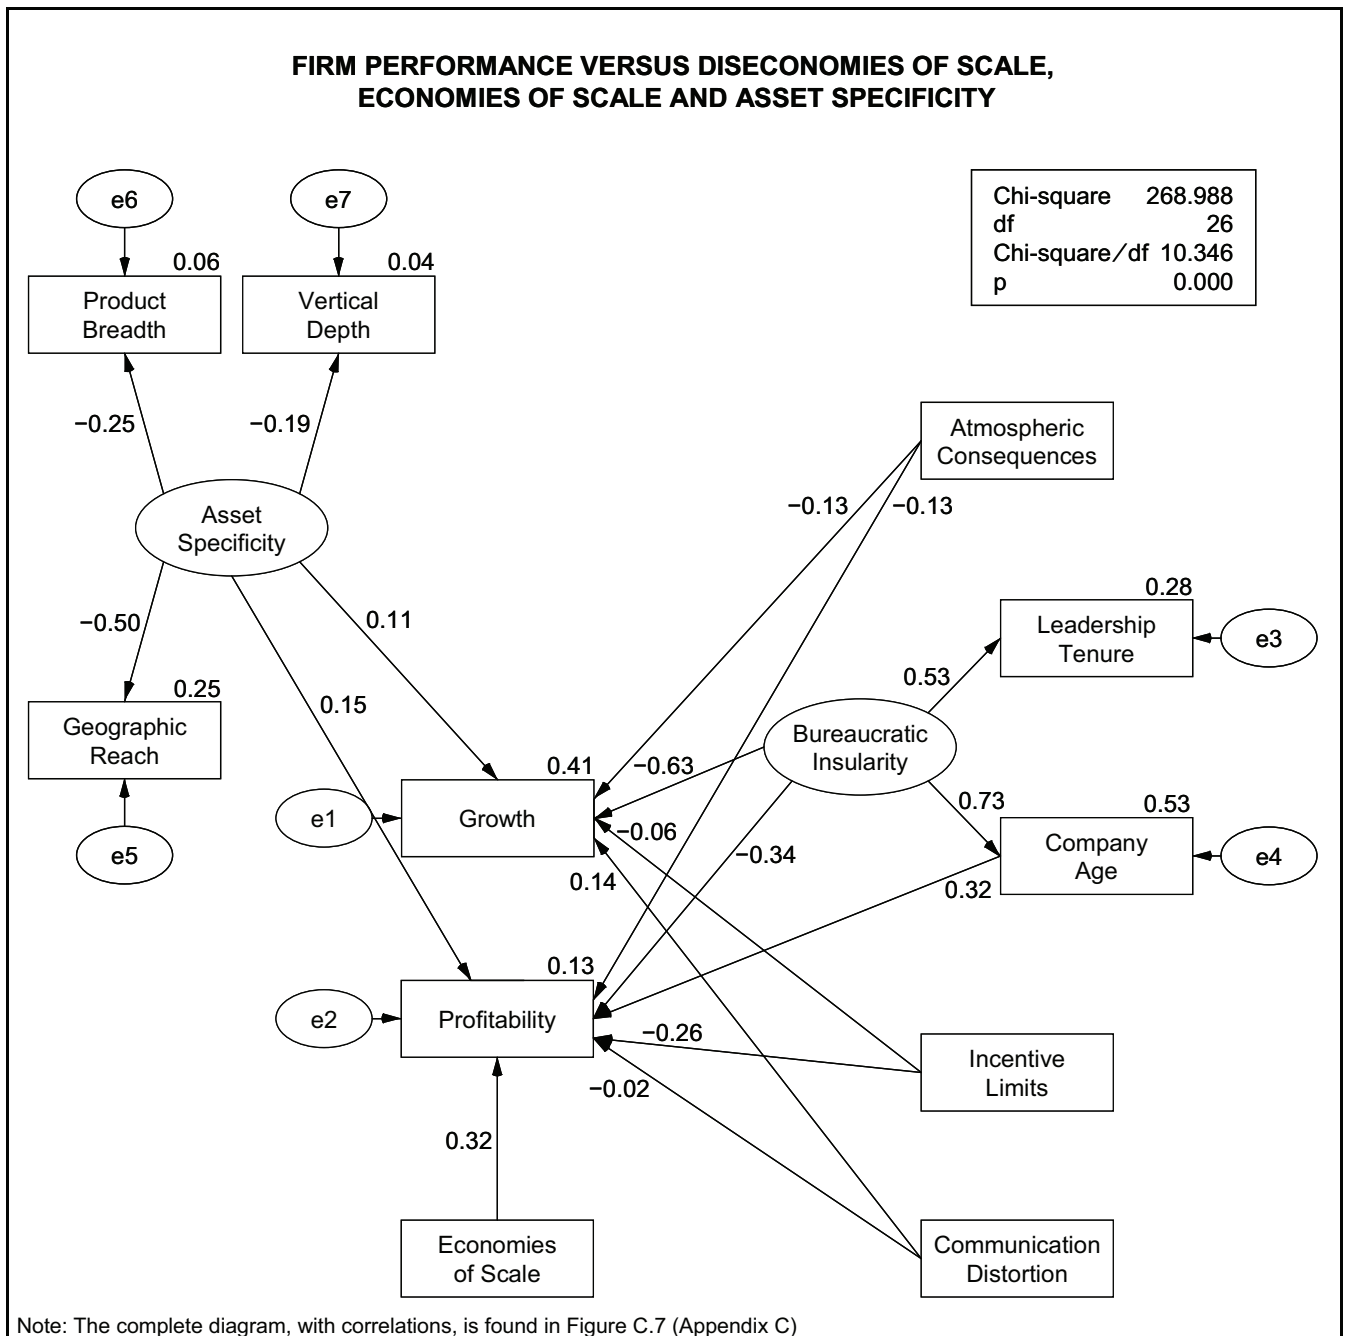 FIRM PERFORMANCE VERSUS DISECONOMIES OF SCALE,
ECONOMIES OF SCALE AND ASSET SPECIFICITY
e6
e7
Chi-square 268.988
df 26
Chi-square/df 10.346
p 0.000
0.06
0.04
Product
Breadth
Vertical
Depth
−0.25
−0.19
Atmospheric
Consequences
−0.13
−0.13
Asset
Specificity
−0.50
0.11
0.15
0.28
Leadership
Tenure
e3
0.53
0.25
Geographic
Reach
e5
Bureaucratic
Insularity
0.41
−0.63
e1
Growth
−0.06
0.14
−0.34
0.73
0.53
Company
Age
e4
0.32
0.13
e2
Profitability
−0.26
−0.02
Incentive
Limits
0.32
Economies
of Scale
Communication
Distortion
Note: The complete diagram, with correlations, is found in Figure C.7 (Appendix C)